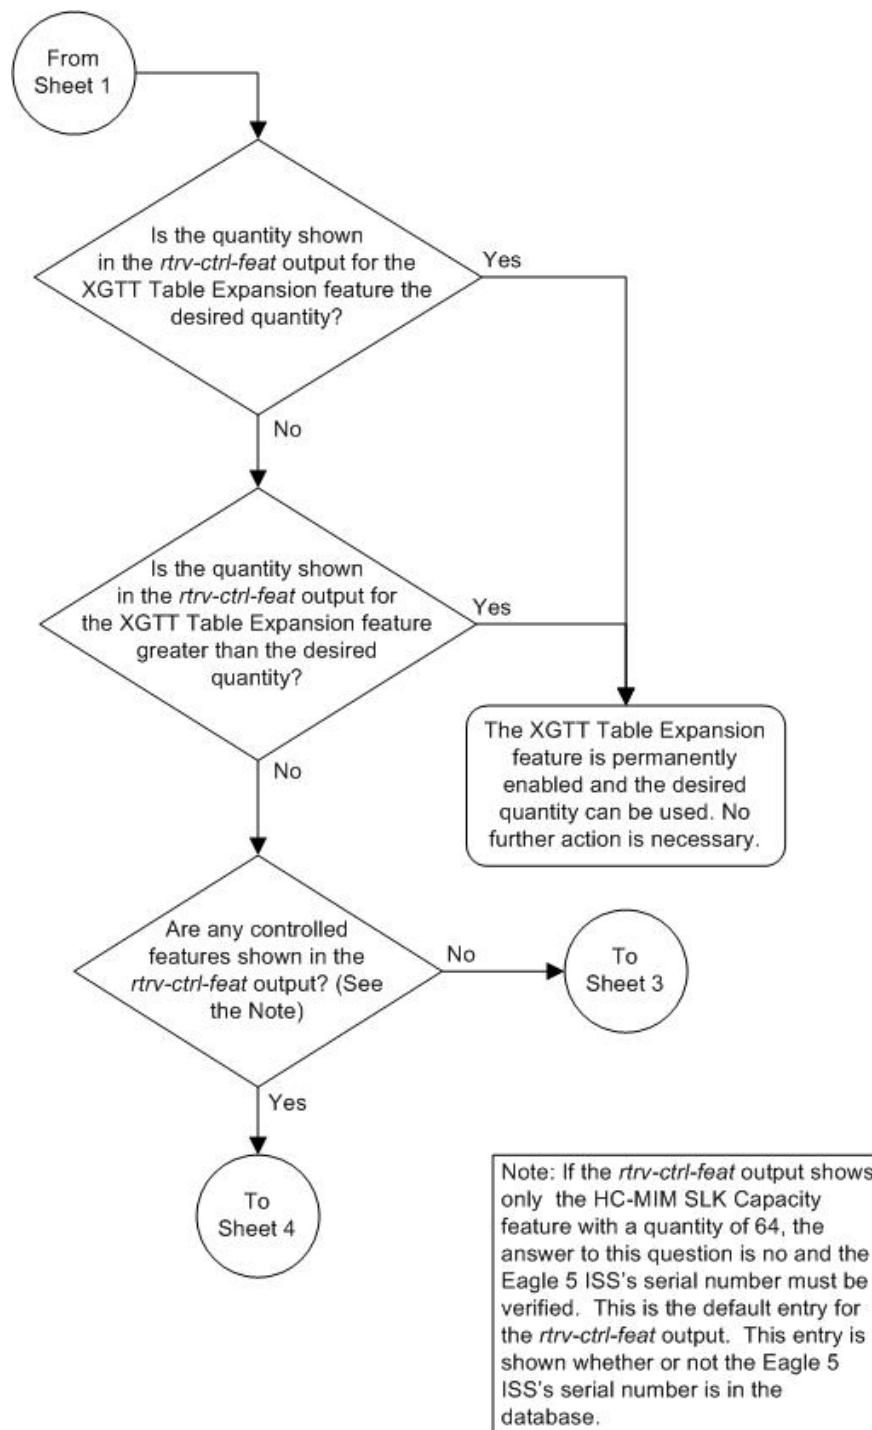 From
Sheet 1
Is the quantity shown
in the rtrv-ctrl-feat output for the
XGTT Table Expansion feature the
desired quantity?
Yes
No
Is the quantity shown
in the rtrv-ctrl-feat output for
the XGTT Table Expansion feature
greater than the desired
quantity?
Yes
No
The XGTT Table Expansion
feature is permanently
enabled and the desired
quantity can be used. No
further action is necessary.
Are any controlled
features shown in the
rtrv-ctrl-feat output? (See
the Note)
No
To
Sheet 3
Yes
To
Sheet 4
Note: If the rtrv-ctrl-feat output shows
only the HC-MIM SLK Capacity
feature with a quantity of 64, the
answer to this question is no and the
Eagle 5 ISS's serial number must be
verified. This is the default entry for
the rtrv-ctrl-feat output. This entry is
shown whether or not the Eagle 5
ISS's serial number is in the
database.